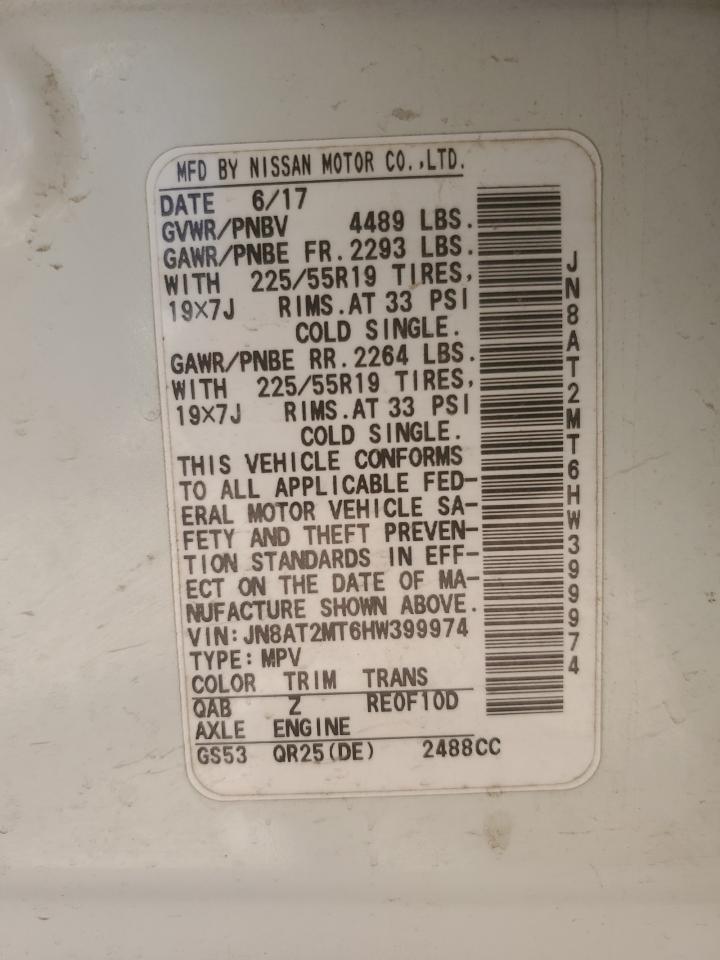 MFD BY NISSAN MOTOR CO.,LTD.
DATE 6/17
GVWR/PNBV 4489 LBS.
GAWR/PNBE FR.2293 LBS.
WITH 225/55R19 TIRES,
19×7J RIMS.AT 33 PSI
COLD SINGLE.
GAWR/PNBE RR.2264 LBS.
WITH 225/55R19 TIRES,
19×7J RIMS.AT 33 PSI
COLD SINGLE.
THIS VEHICLE CONFORMS
TO ALL APPLICABLE FED-
ERAL MOTOR VEHICLE SA-
FETY AND THEFT PREVEN-
TION STANDARDS IN EFF-
ECT ON THE DATE OF MA-
NUFACTURE SHOWN ABOVE.
VIN:JN8AT2MT6HW399974
TYPE:MPV
COLOR TRIM TRANS
QAB Z RE0F10D
AXLE ENGINE
GS53 QR25(DE) 2488CC
JN8AT2MT6HW399974